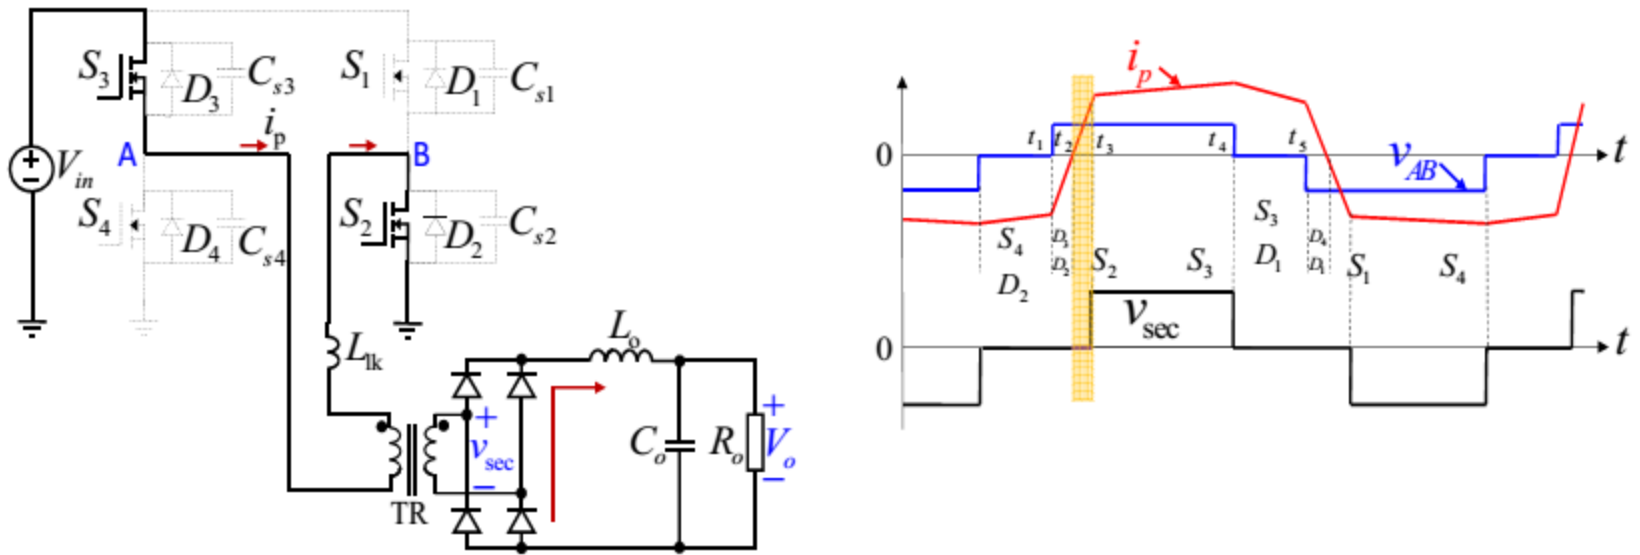 S3
D3
Cs3
S1
D1
Cs1
A
ip
B
Vin
S4
D4
Cs4
S2
D2
Cs2
Llk
Lo
+
vsec
−
Co
Ro
+
Vo
−
TR
ip
0
t1
t2
t3
t4
t5
vAB
t
S4
D2
D3
D2
S2
S3
S3
D1
D4
D1
S1
S4
vsec
0
t